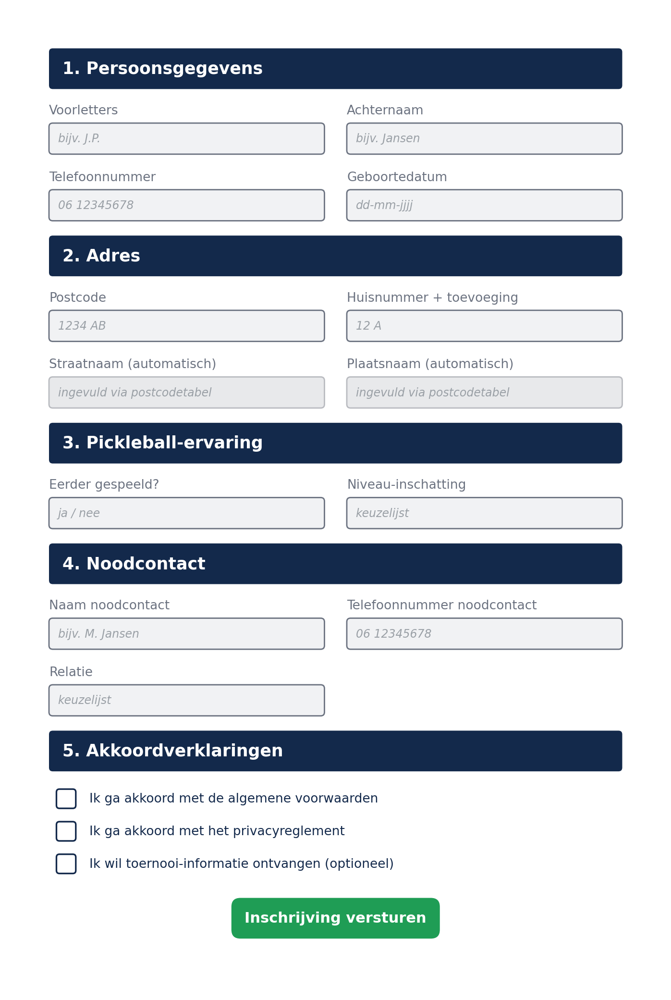 1. Persoonsgegevens
Voorletters
Achternaam
bijv. J.P.
bijv. Jansen
Telefoonnummer
Geboortedatum
06 12345678
dd-mm-jjjj
2. Adres
Postcode
Huisnummer + toevoeging
1234 AB
12 A
Straatnaam (automatisch)
Plaatsnaam (automatisch)
ingevuld via postcodetabel
ingevuld via postcodetabel
3. Pickleball-ervaring
Eerder gespeeld?
Niveau-inschatting
ja / nee
keuzelijst
4. Noodcontact
Naam noodcontact
Telefoonnummer noodcontact
bijv. M. Jansen
06 12345678
Relatie
keuzelijst
5. Akkoordverklaringen
Ik ga akkoord met de algemene voorwaarden
Ik ga akkoord met het privacyreglement
Ik wil toernooi-informatie ontvangen (optioneel)
Inschrijving versturen